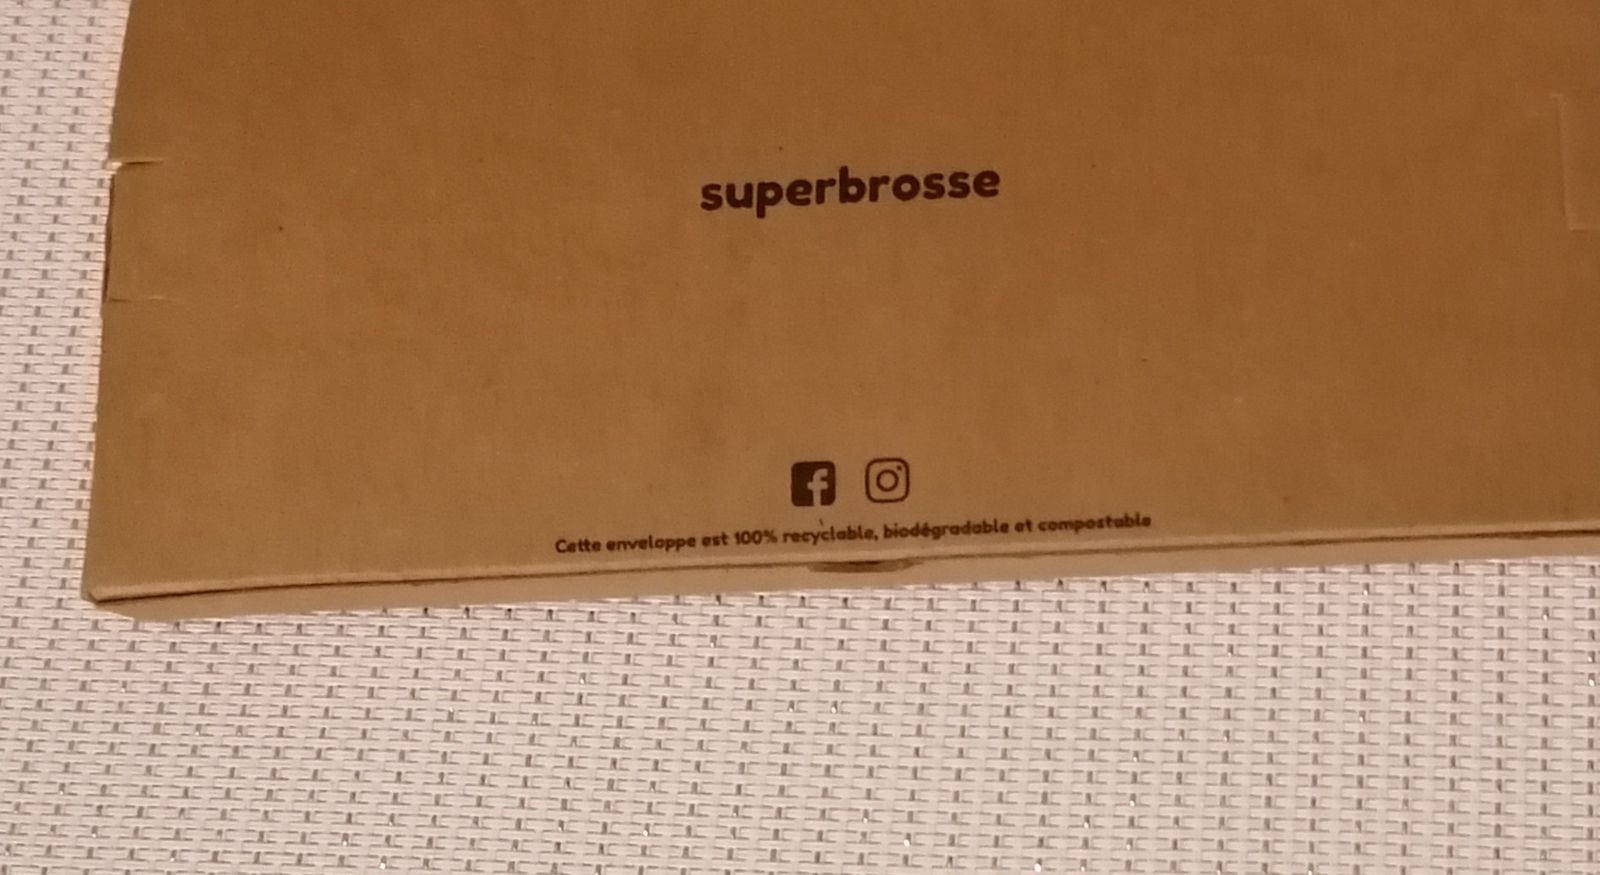 superbrosse
Cette enveloppe est 100% recyclable, biodégradable et compostable